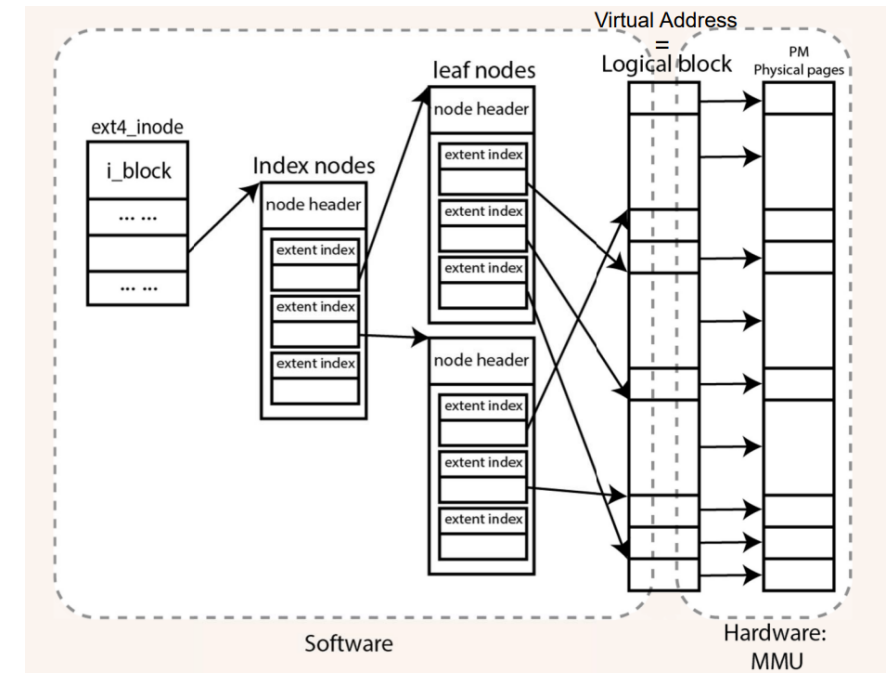 Virtual Address
=
Logical block
PM
Physical pages
leaf nodes
node header
extent index
extent index
extent index
ext4_inode
i_block
... ...
... ...
Index nodes
node header
extent index
extent index
extent index
node header
extent index
extent index
extent index
Software
Hardware:
MMU